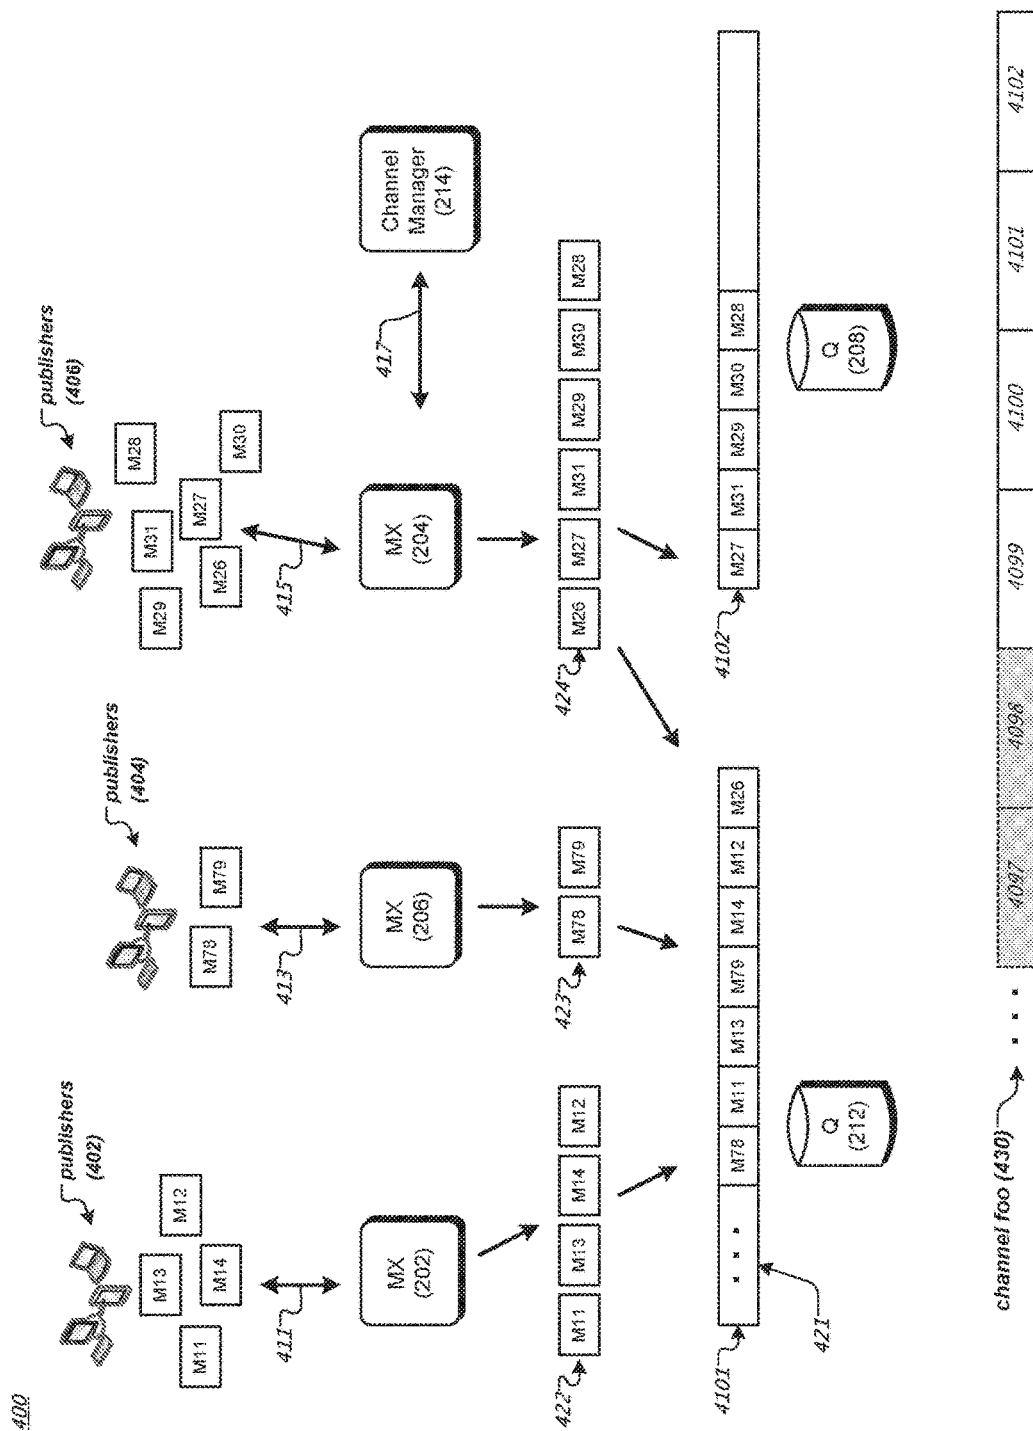 400
publishers
(402)
publishers
(404)
publishers
(406)
M11
M13
M14
M12
M78
M79
M29
M26
M31
M27
M28
M30
411
413
415
MX
(202)
MX
(206)
MX
(204)
417
Channel
Manager
(214)
422
M11
M13
M14
M12
423
M78
M79
424
M26
M27
M31
M29
M30
M28
4101
. . .
M78
M11
M13
M79
M14
M12
M26
421
4102
M27
M31
M29
M30
M28
Q
(212)
Q
(208)
channel foo (430)
. . .
4097
4098
4099
4100
4101
4102